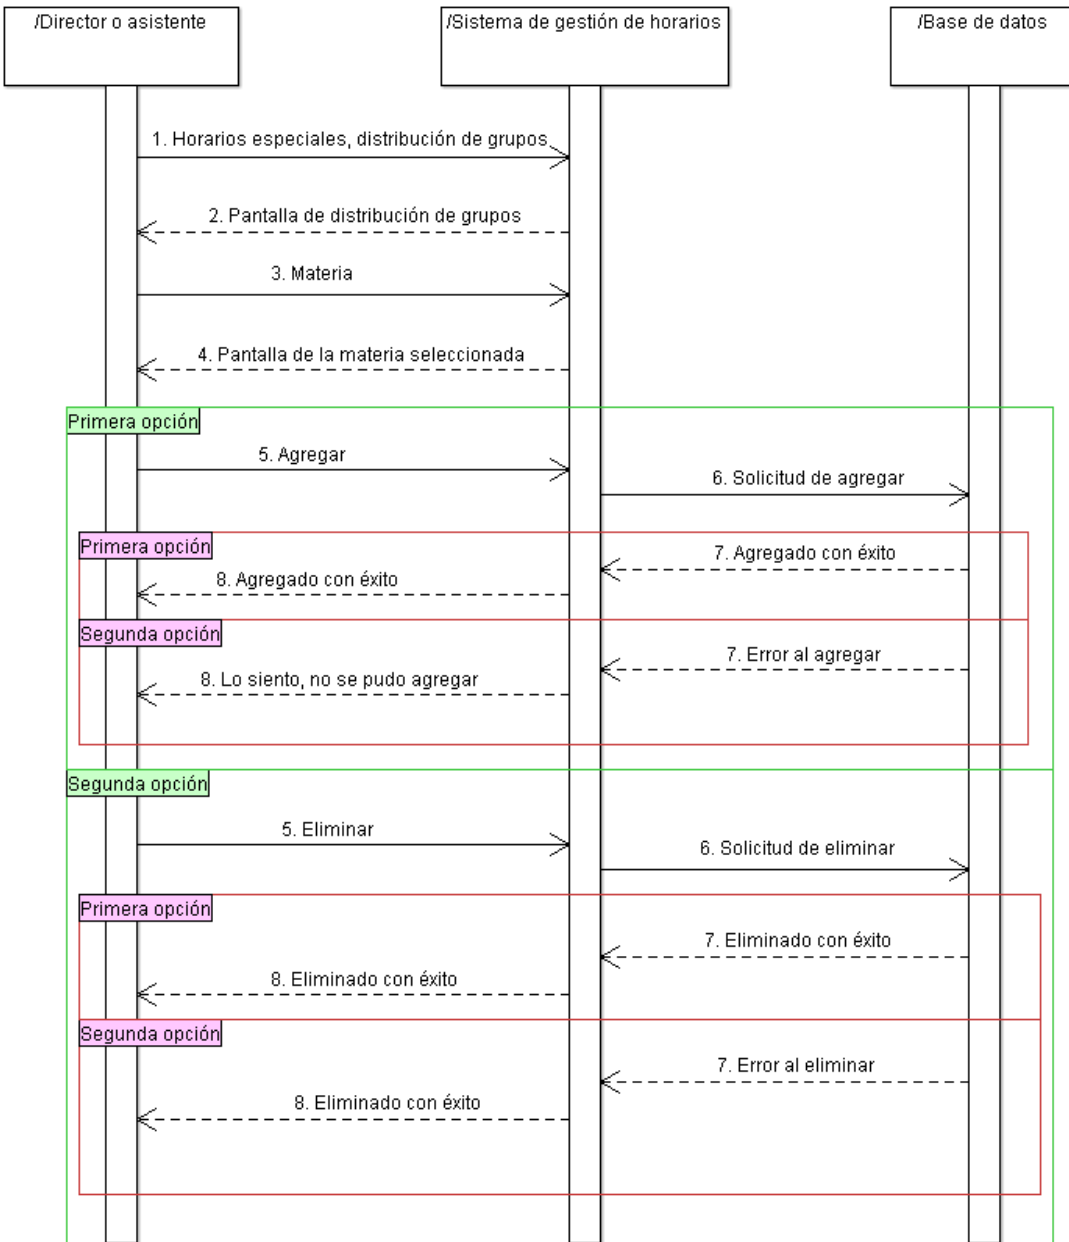 /Director o asistente
/Sistema de gestión de horarios
/Base de datos
1. Horarios especiales, distribución de grupos
2. Pantalla de distribución de grupos
3. Materia
4. Pantalla de la materia seleccionada
Primera opción
5. Agregar
6. Solicitud de agregar
Primera opción
7. Agregado con éxito
8. Agregado con éxito
Segunda opción
7. Error al agregar
8. Lo siento, no se pudo agregar
Segunda opción
5. Eliminar
6. Solicitud de eliminar
Primera opción
7. Eliminado con éxito
8. Eliminado con éxito
Segunda opción
7. Error al eliminar
8. Eliminado con éxito